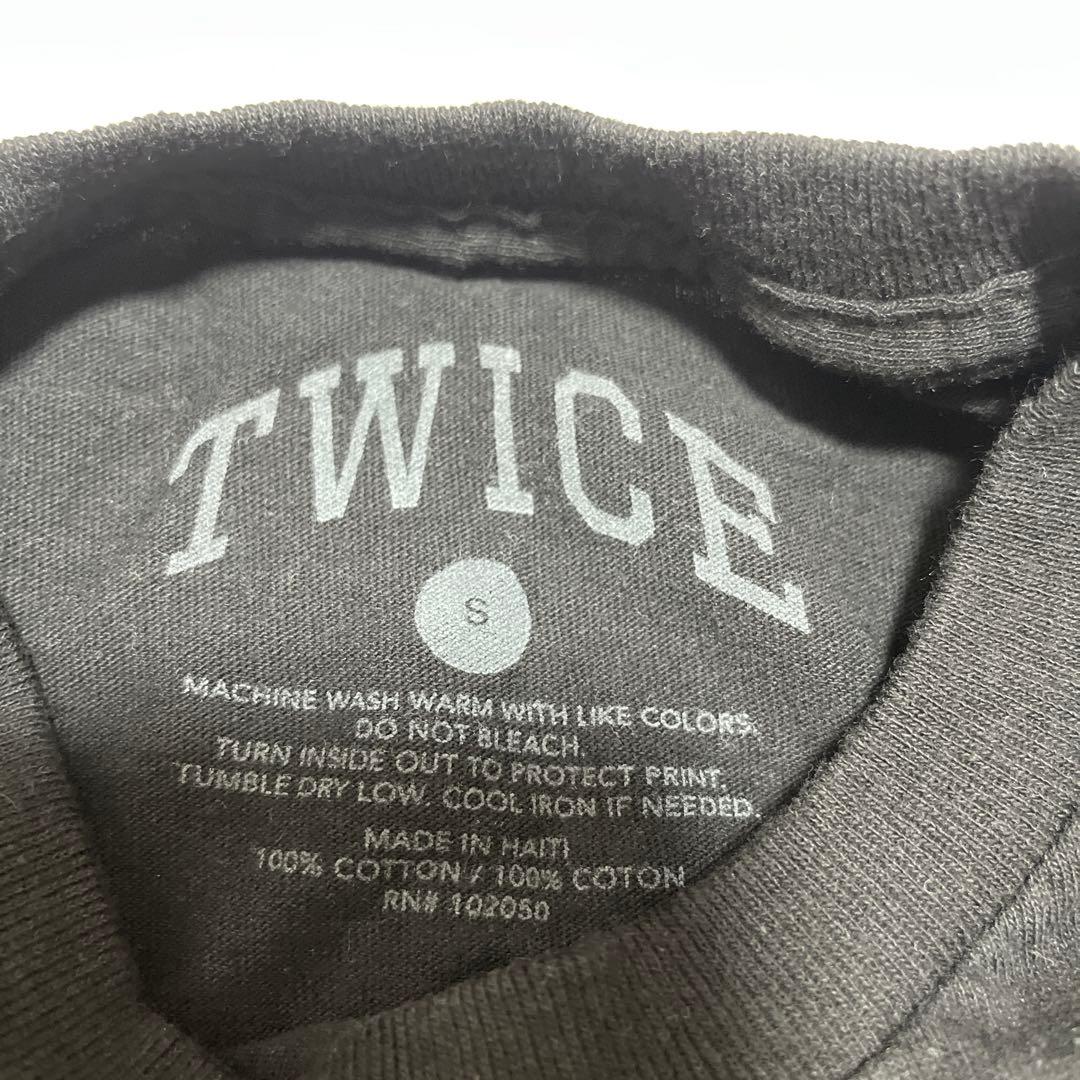 TWICE
S
MACHINE WASH WARM WITH LIKE COLORS.
DO NOT BLEACH.
TURN INSIDE OUT TO PROTECT PRINT.
TUMBLE DRY LOW. COOL IRON IF NEEDED.
MADE IN HAITI
100% COTTON / 100% COTON
RN# 102050